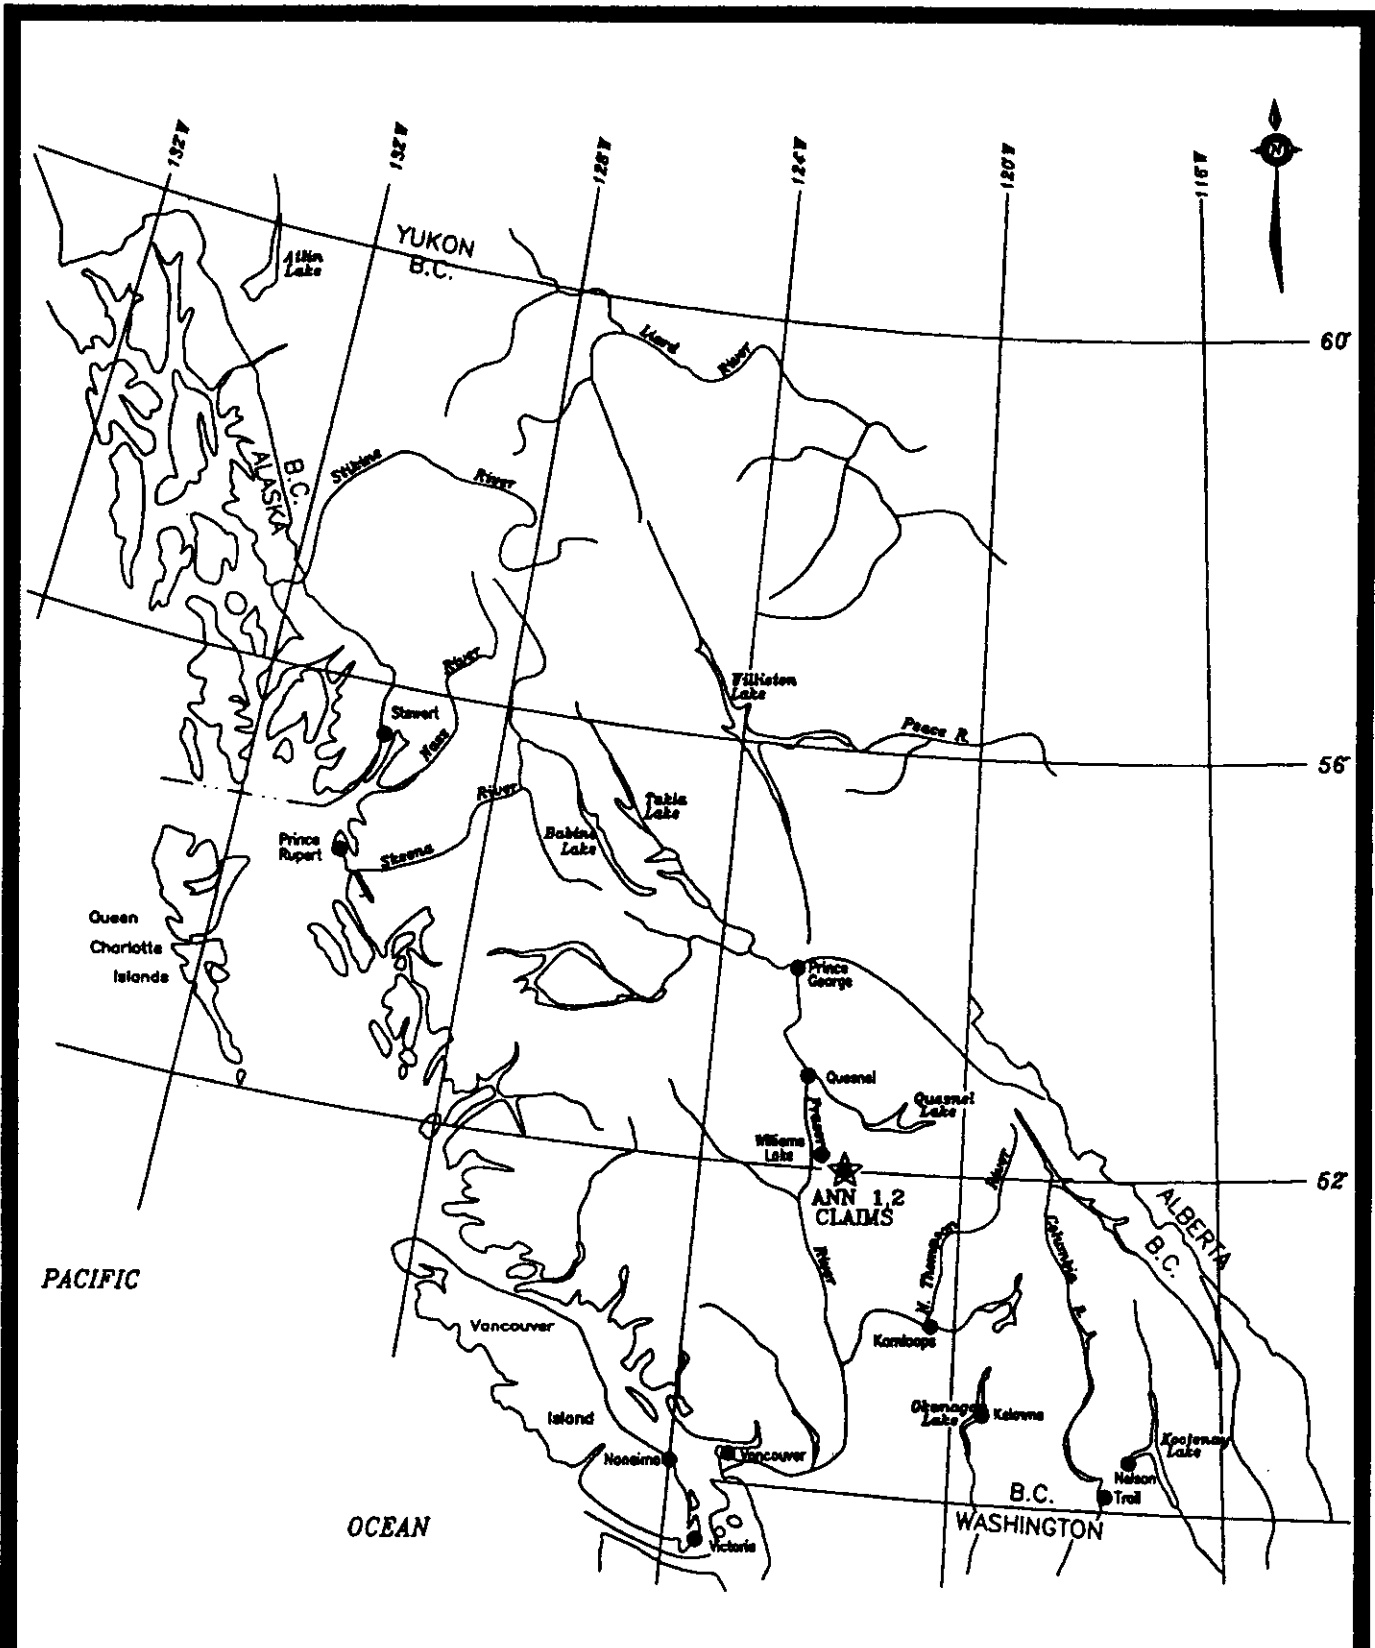 132°W
132°W
128°W
124°W
120°W
116°W
N
YUKON
B.C.
Atlin
Lake
60°
Liard
River
B.C.
ALASKA
Stikine
River
River
Nass
Stewart
Williston
Lake
Peace R.
56°
Takla
Lake
River
Skeena
Babine
Lake
Prince
Rupert
Queen
Charlotte
Islands
Prince
George
Quesnel
Quesnel
Lake
Fraser
Williams
Lake
52°
ANN 1,2
CLAIMS
River
River
N. Thompson
Columbia
R.
ALBERTA
B.C.
PACIFIC
Vancouver
Island
Kamloops
Okanagan
Lake
Kelowna
Kootenay
Lake
Nanaimo
Vancouver
Nelson
Trail
B.C.
WASHINGTON
OCEAN
Victoria